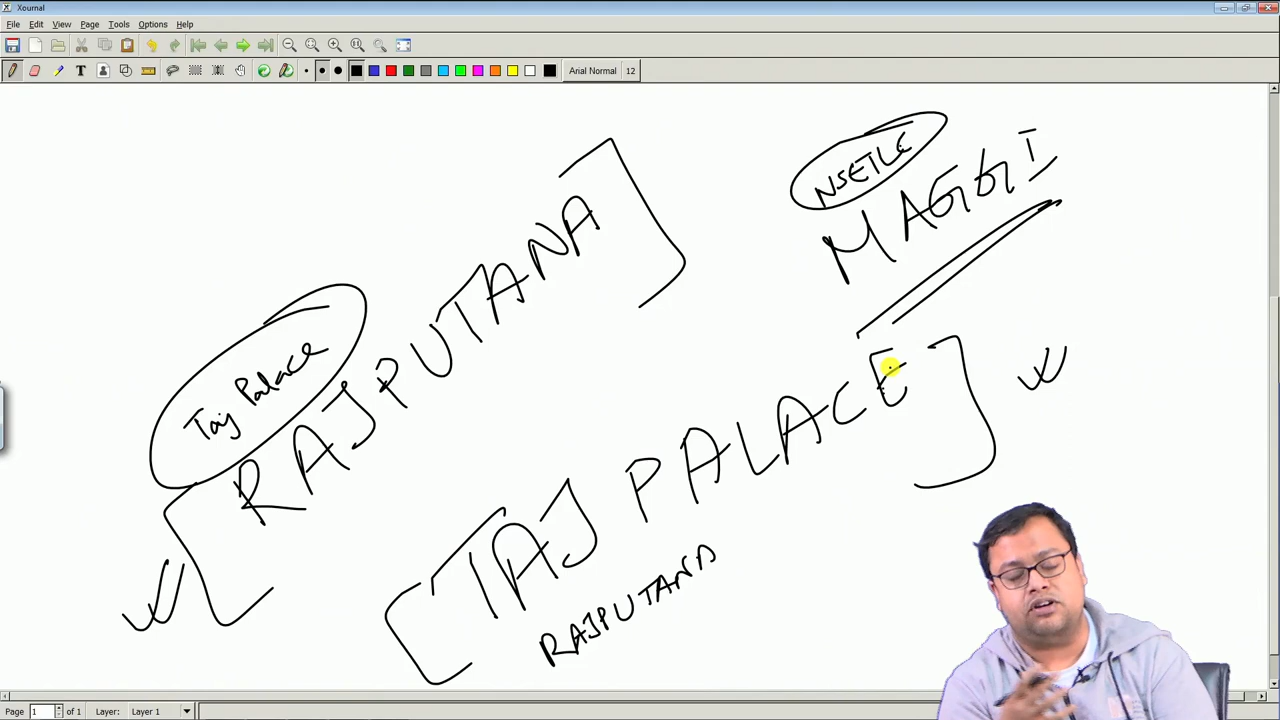 Xournal
File Edit View Page Tools Options Help
Arial Normal 12
NSETLE
MAGGI
RAJPUTANA
Taj Palace
TAJ PALACE
RAJPUTANA
Page 1 of 1 Layer: Layer 1